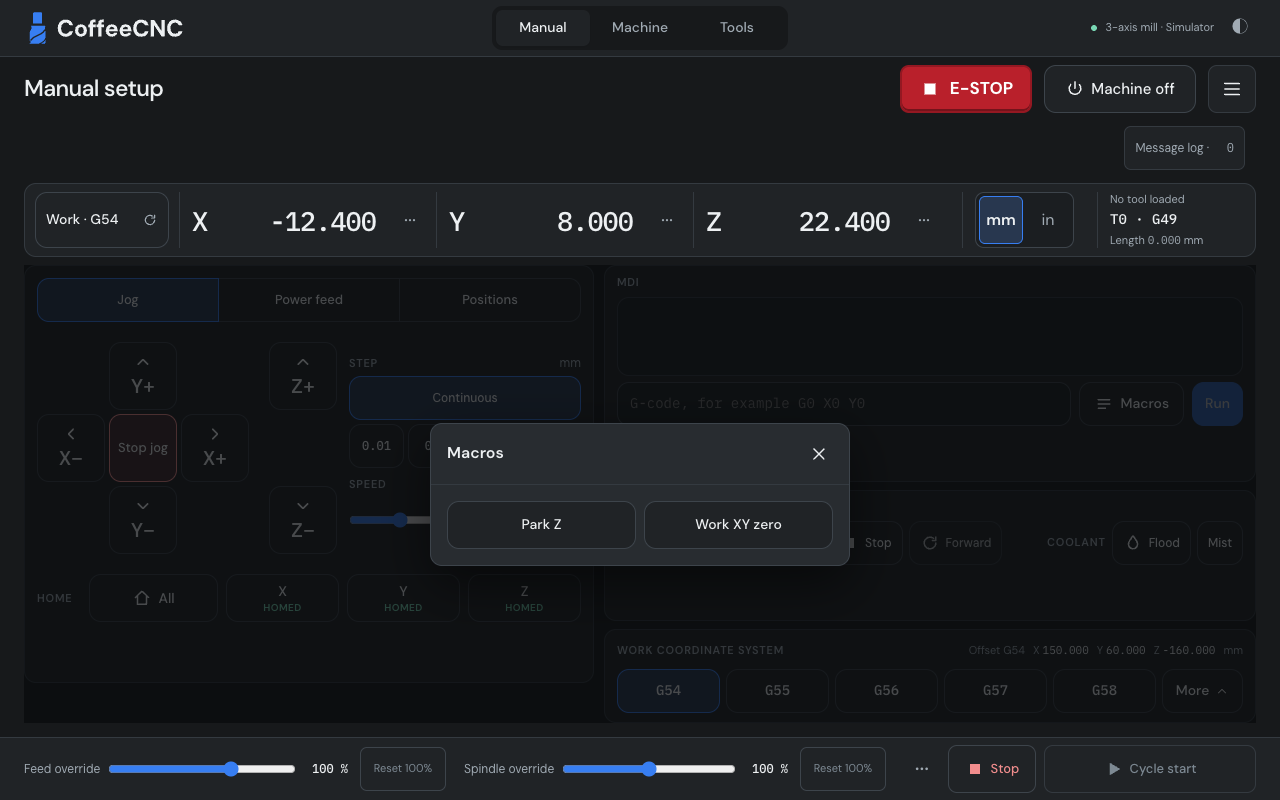 CoffeeCNC
Manual
Machine
Tools
3-axis mill · Simulator
Manual setup
E-STOP
Machine off
Message log · 0
Work · G54
X -12.400 ···
Y 8.000 ···
Z 22.400 ···
mm in
No tool loaded
T0 · G49
Length 0.000 mm
Jog
Power feed
Positions
MDI
Y+
Z+
STEP mm
Continuous
G-code, for example G0 X0 Y0
Macros
Run
X−
Stop jog
X+
0.01
Macros
SPEED
Y−
Z−
Park Z
Work XY zero
Stop
Forward
COOLANT
Flood
Mist
HOME
All
X
HOMED
Y
HOMED
Z
HOMED
WORK COORDINATE SYSTEM
Offset G54 X 150.000 Y 60.000 Z -160.000 mm
G54
G55
G56
G57
G58
More
Feed override 100 % Reset 100%
Spindle override 100 % Reset 100%
···
Stop
Cycle start